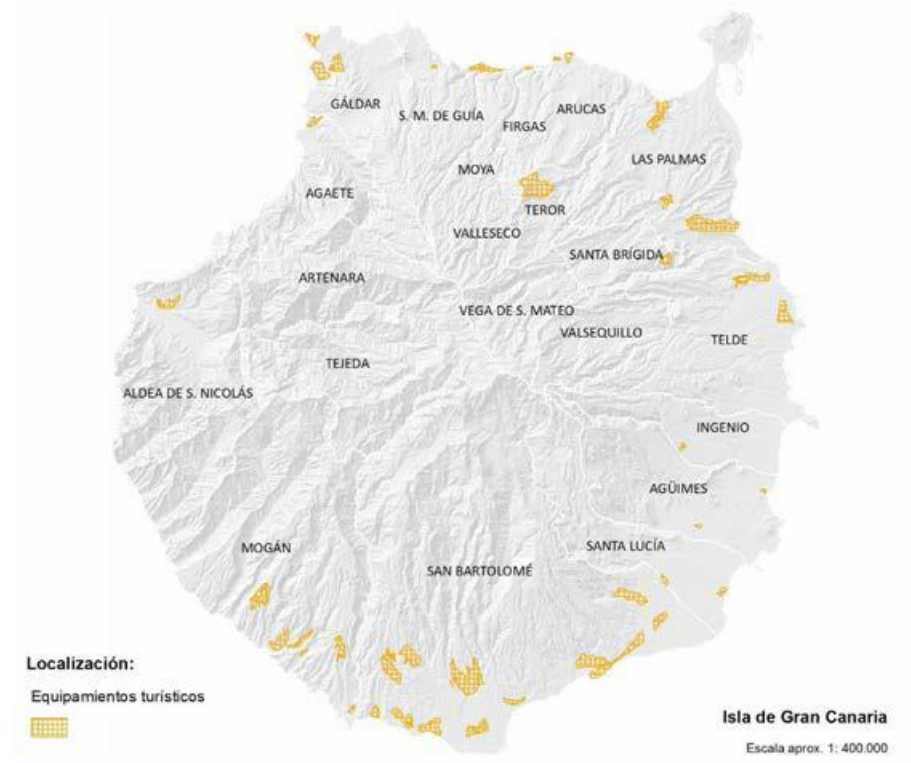 GÁLDAR
S. M. DE GUÍA
ARUCAS
FIRGAS
LAS PALMAS
MOYA
AGAETE
TEROR
VALLESECO
SANTA BRÍGIDA
ARTENARA
VEGA DE S. MATEO
VALSEQUILLO
TELDE
TEJEDA
ALDEA DE S. NICOLÁS
INGENIO
AGÜIMES
MOGÁN
SANTA LUCÍA
SAN BARTOLOMÉ
Localización:
Equipamientos turísticos
Isla de Gran Canaria
Escala aprox. 1: 400.000